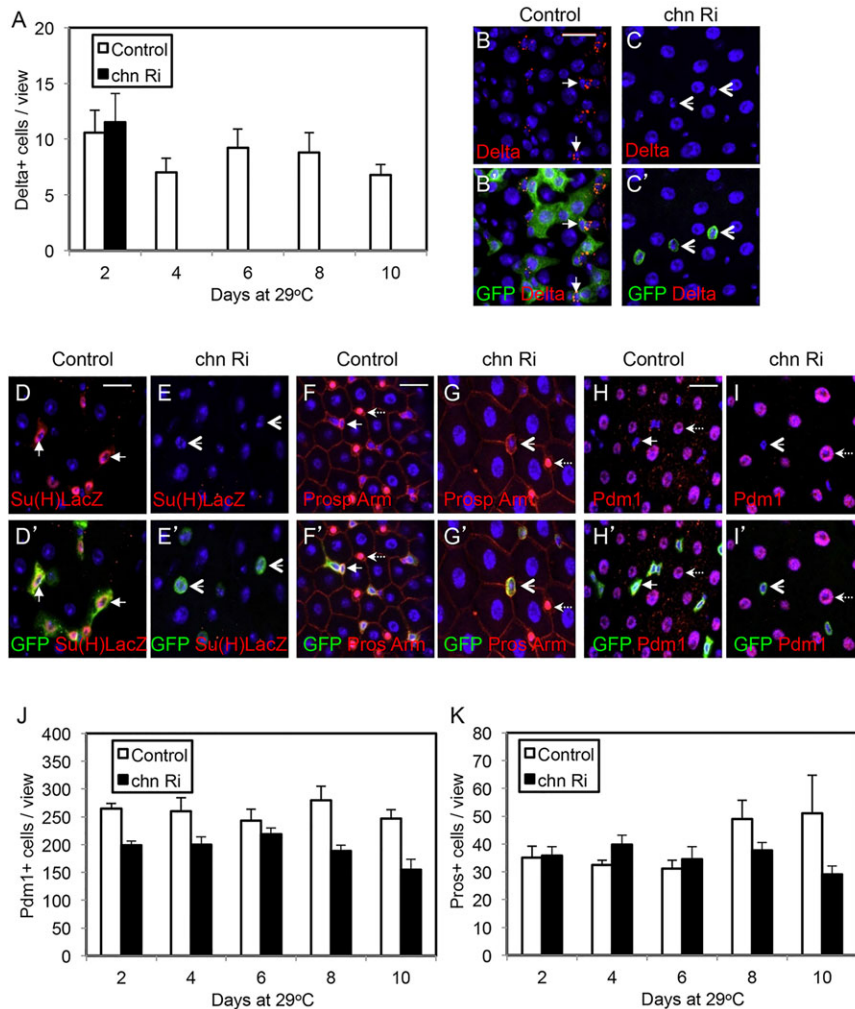 A
20
15
10
5
0
Delta+ cells / view
Control
chn Ri
2 4 6 8 10
Days at 29ºC
Control chn Ri
B C
Delta Delta
B' C'
GFP Delta GFP Delta
Control chn Ri Control chn Ri Control chn Ri
D E F G H I
Su(H)LacZ Su(H)LacZ Prosp Arm Prosp Arm Pdm1 Pdm1
D' E' F' G' H' I'
GFP Su(H)LacZ GFP Su(H)LacZ GFP Pros Arm GFP Pros Arm GFP Pdm1 GFP Pdm1
J
400
350
300
250
200
150
100
50
0
Pdm1+ cells / view
Control
chn Ri
2 4 6 8 10
Days at 29ºC
K
80
70
60
50
40
30
20
10
0
Pros+ cells / view
Control
chn Ri
2 4 6 8 10
Days at 29ºC